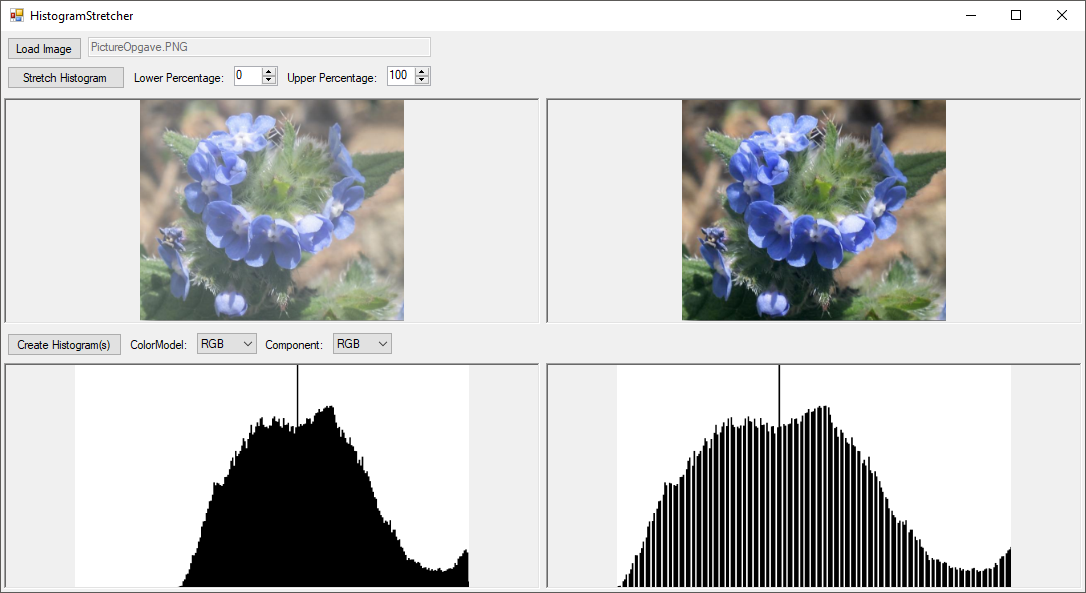 HistogramStretcher
Load Image PictureOpgave.PNG
Stretch Histogram Lower Percentage: 0 Upper Percentage: 100
Create Histogram(s) ColorModel: RGB Component: RGB